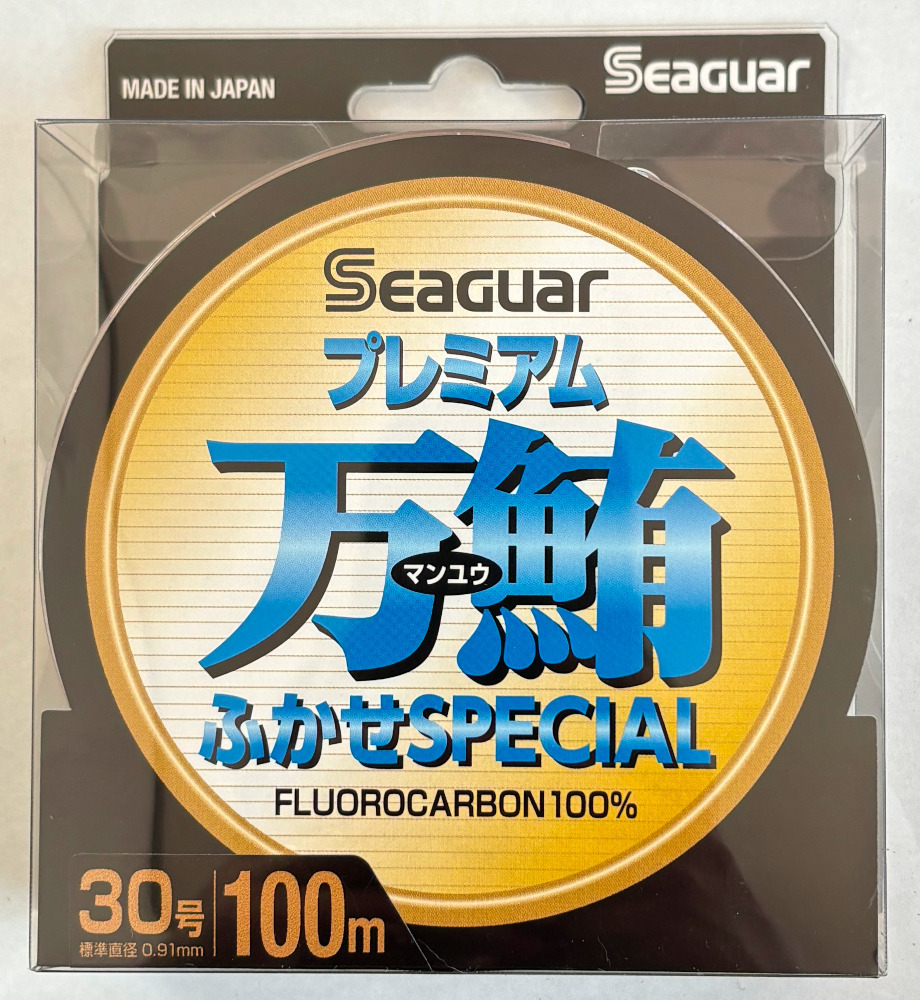 MADE IN JAPAN
Seaguar
Seaguar
プレミアム
万鮪
マンユウ
ふかせSPECIAL
FLUOROCARBON100%
30号
標準直径 0.91mm
100m